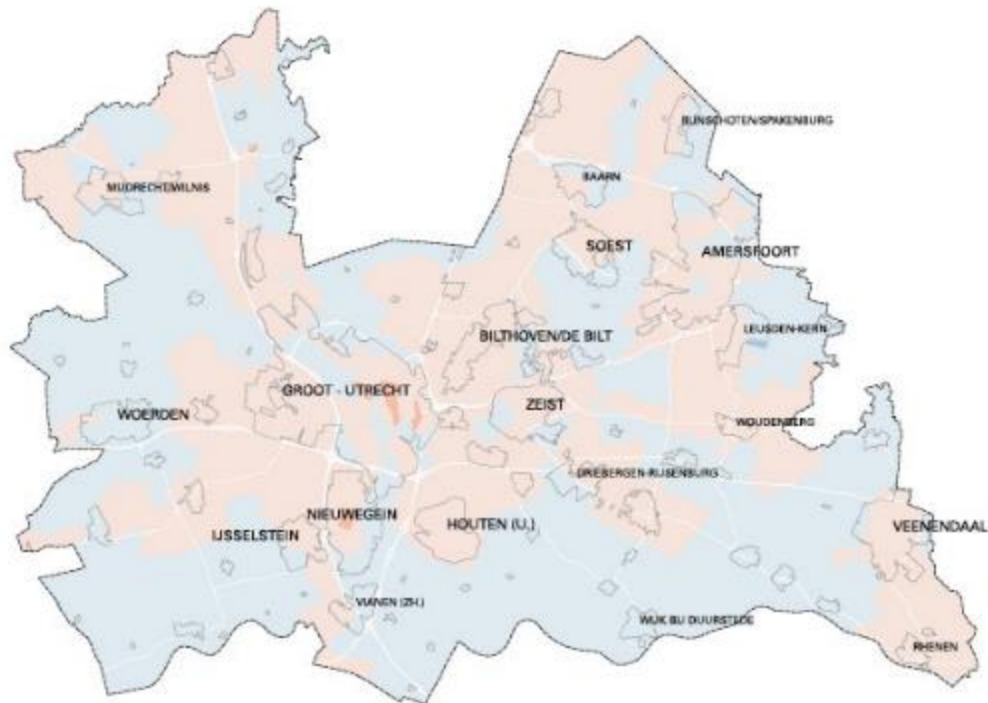 BUNSCHOTEN/SPAKENBURG
BAARN
MIJDRECHT/WILNIS
SOEST
AMERSFOORT
LEUSDEN-KERN
BILTHOVEN/DE BILT
GROOT - UTRECHT
ZEIST
WOERDEN
WOUDENBERG
DRIEBERGEN-RIJSENBURG
NIEUWEGEIN
HOUTEN (U.)
VEENENDAAL
IJSSELSTEIN
VIANEN (ZH.)
WIJK BIJ DUURSTEDE
RHENEN